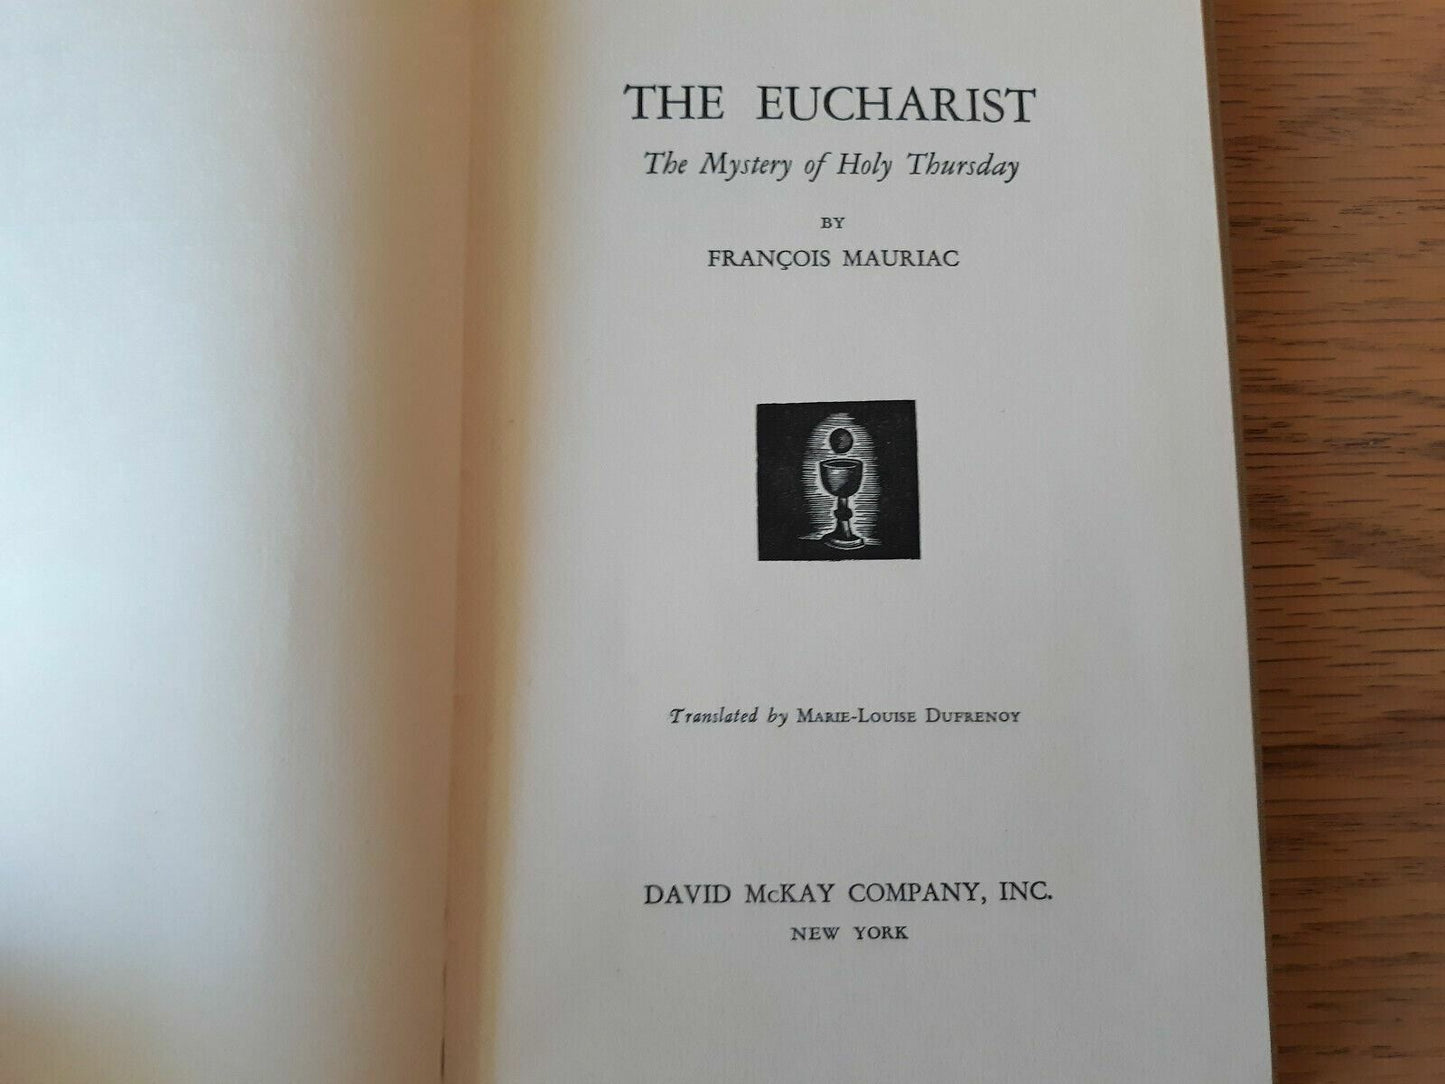 THE EUCHARIST
The Mystery of Holy Thursday
BY
FRANÇOIS MAURIAC
Translated by MARIE-LOUISE DUFRENOY
DAVID McKAY COMPANY, INC.
NEW YORK